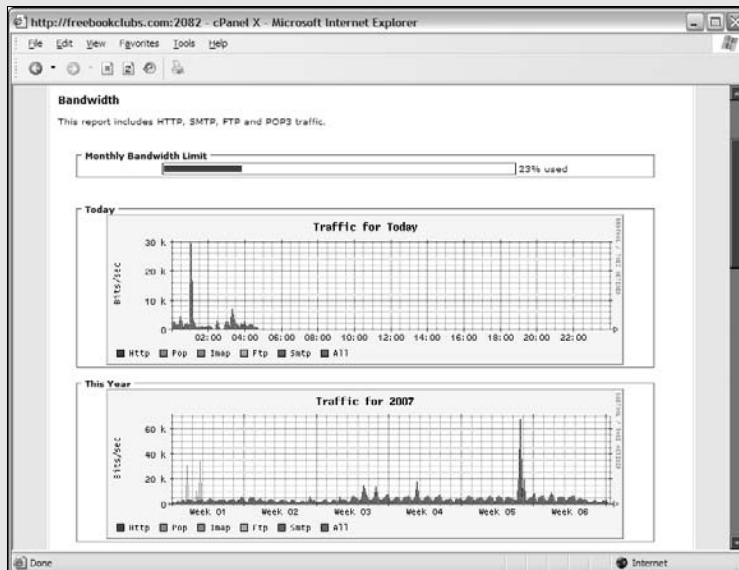 http://freebookclubs.com:2082 - cPanel X - Microsoft Internet Explorer
File Edit View Favorites Tools Help
Bandwidth
This report includes HTTP, SMTP, FTP and POP3 traffic.
Monthly Bandwidth Limit
23% used
Today
Traffic for Today
Bits/sec
30 k
20 k
10 k
0
02:00 04:00 06:00 08:00 10:00 12:00 14:00 16:00 18:00 20:00 22:00
Http Pop Imap Ftp Smtp All
This Year
Traffic for 2007
Bits/sec
60 k
40 k
20 k
0
Week 01 Week 02 Week 03 Week 04 Week 05 Week 06
Http Pop Imap Ftp Smtp All
Done
Internet